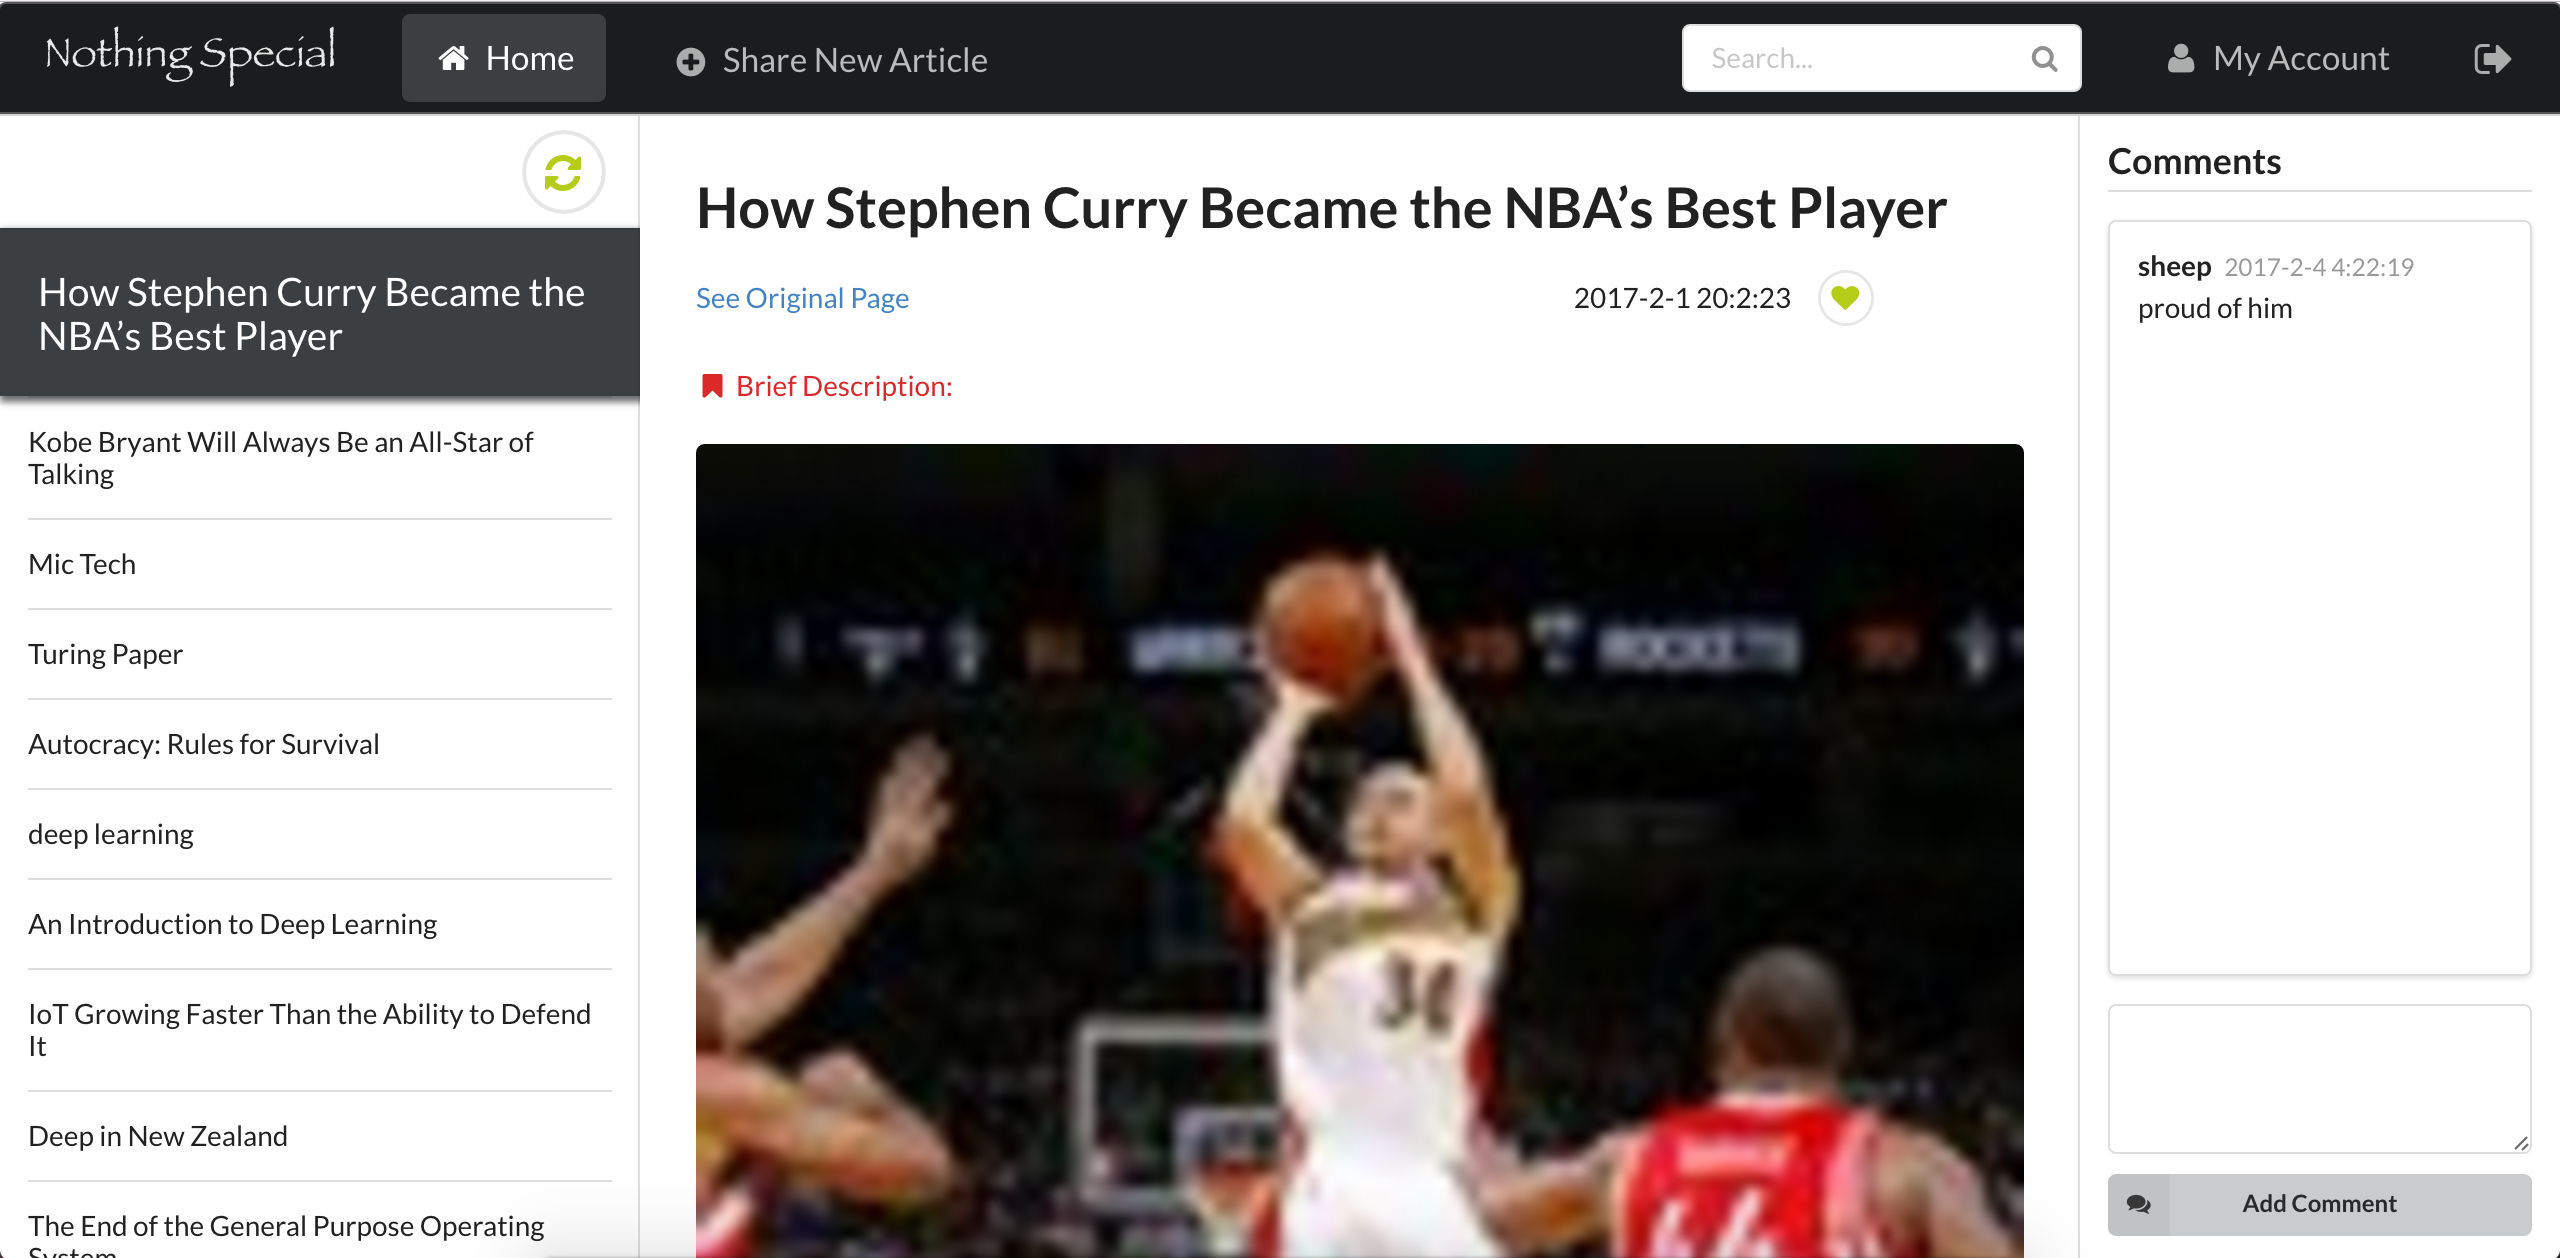 Nothing Special
Home
Share New Article
Search...
My Account
How Stephen Curry Became the
NBA’s Best Player
Kobe Bryant Will Always Be an All-Star of
Talking
Mic Tech
Turing Paper
Autocracy: Rules for Survival
deep learning
An Introduction to Deep Learning
IoT Growing Faster Than the Ability to Defend
It
Deep in New Zealand
The End of the General Purpose Operating
System
How Stephen Curry Became the NBA’s Best Player
See Original Page
2017-2-1 20:2:23
Brief Description:
ROCKETS
Comments
sheep 2017-2-4 4:22:19
proud of him
Add Comment